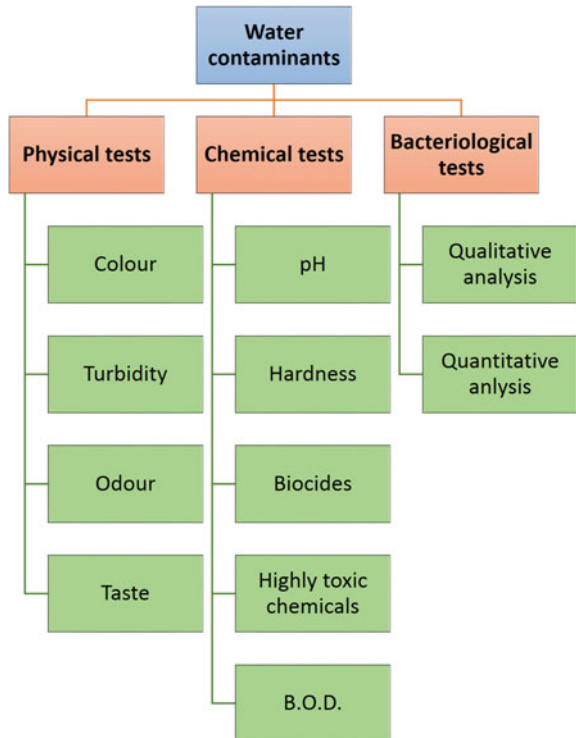 Water
contaminants
Physical tests
Chemical tests
Bacteriological
tests
Colour
Turbidity
Odour
Taste
pH
Hardness
Biocides
Highly toxic
chemicals
B.O.D.
Qualitative
analysis
Quantitative
anlysis